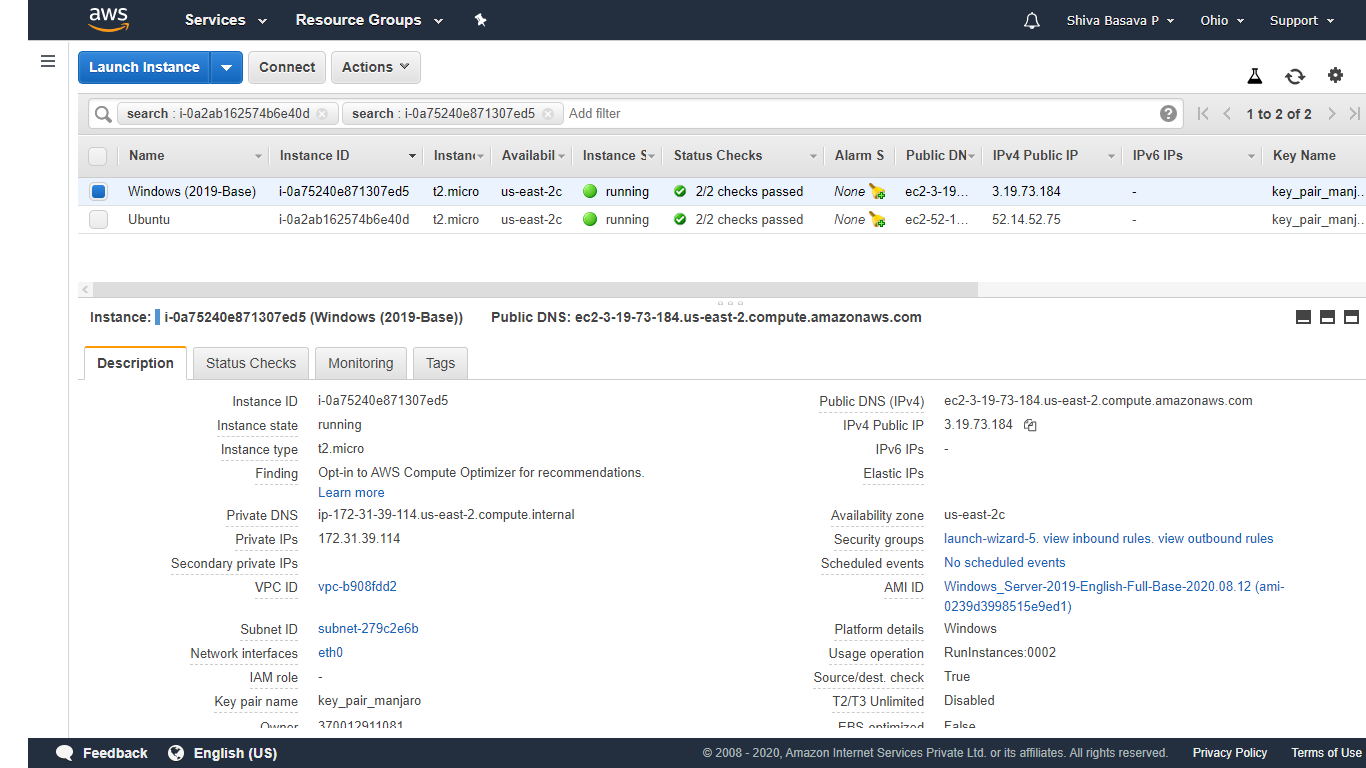 aws Services Resource Groups Shiva Basava P Ohio Support
Launch Instance Connect Actions
search : i-0a2ab162574b6e40d search : i-0a75240e871307ed5 Add filter 1 to 2 of 2
Name Instance ID Instanc Availabil Instance S Status Checks Alarm S Public DN IPv4 Public IP IPv6 IPs Key Name
Windows (2019-Base) i-0a75240e871307ed5 t2.micro us-east-2c running 2/2 checks passed None ec2-3-19... 3.19.73.184 - key_pair_manj...
Ubuntu i-0a2ab162574b6e40d t2.micro us-east-2c running 2/2 checks passed None ec2-52-1... 52.14.52.75 - key_pair_manj...
Instance: i-0a75240e871307ed5 (Windows (2019-Base)) Public DNS: ec2-3-19-73-184.us-east-2.compute.amazonaws.com
Description Status Checks Monitoring Tags
Instance ID i-0a75240e871307ed5 Public DNS (IPv4) ec2-3-19-73-184.us-east-2.compute.amazonaws.com
Instance state running IPv4 Public IP 3.19.73.184
Instance type t2.micro IPv6 IPs -
Finding Opt-in to AWS Compute Optimizer for recommendations. Elastic IPs
Learn more
Private DNS ip-172-31-39-114.us-east-2.compute.internal Availability zone us-east-2c
Private IPs 172.31.39.114 Security groups launch-wizard-5. view inbound rules. view outbound rules
Secondary private IPs Scheduled events No scheduled events
VPC ID vpc-b908fdd2 AMI ID Windows_Server-2019-English-Full-Base-2020.08.12 (ami-
0239d3998515e9ed1)
Subnet ID subnet-279c2e6b Platform details Windows
Network interfaces eth0 Usage operation RunInstances:0002
IAM role - Source/dest. check True
Key pair name key_pair_manjaro T2/T3 Unlimited Disabled
Owner 370012911081 EBS-optimized False
Feedback English (US) © 2008 - 2020, Amazon Internet Services Private Ltd. or its affiliates. All rights reserved. Privacy Policy Terms of Use